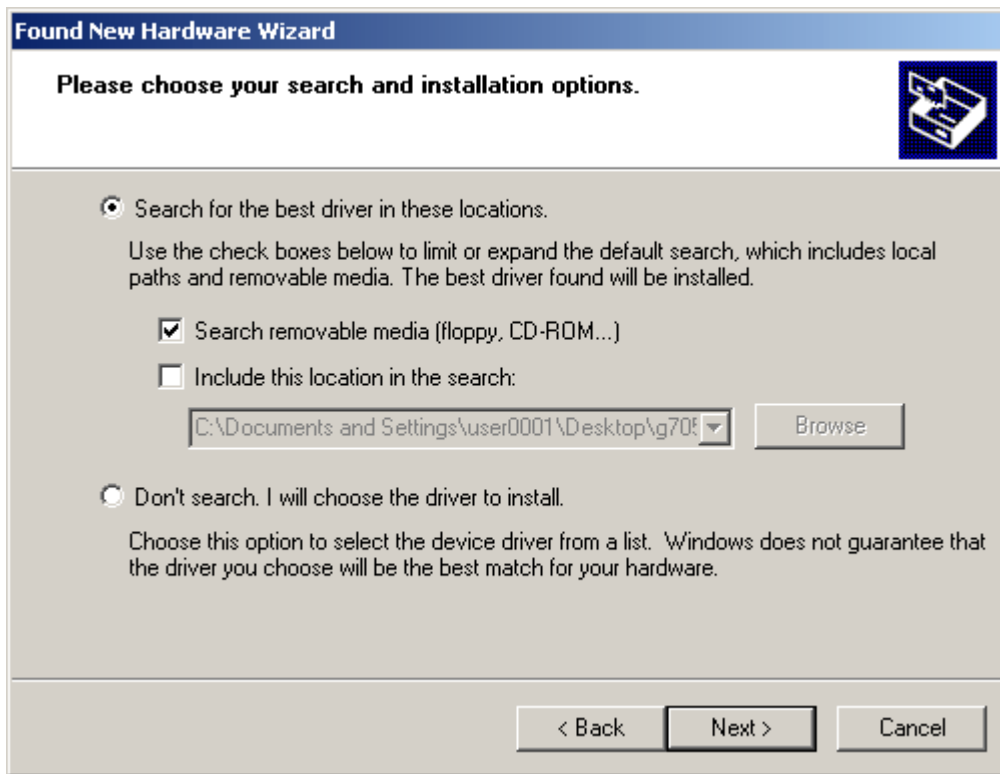 Found New Hardware Wizard
Please choose your search and installation options.
Search for the best driver in these locations.
Use the check boxes below to limit or expand the default search, which includes local
paths and removable media. The best driver found will be installed.
Search removable media (floppy, CD-ROM...)
Include this location in the search:
C:\Documents and Settings\user0001\Desktop\g705
Browse
Don't search. I will choose the driver to install.
Choose this option to select the device driver from a list. Windows does not guarantee that
the driver you choose will be the best match for your hardware.
< Back
Next >
Cancel